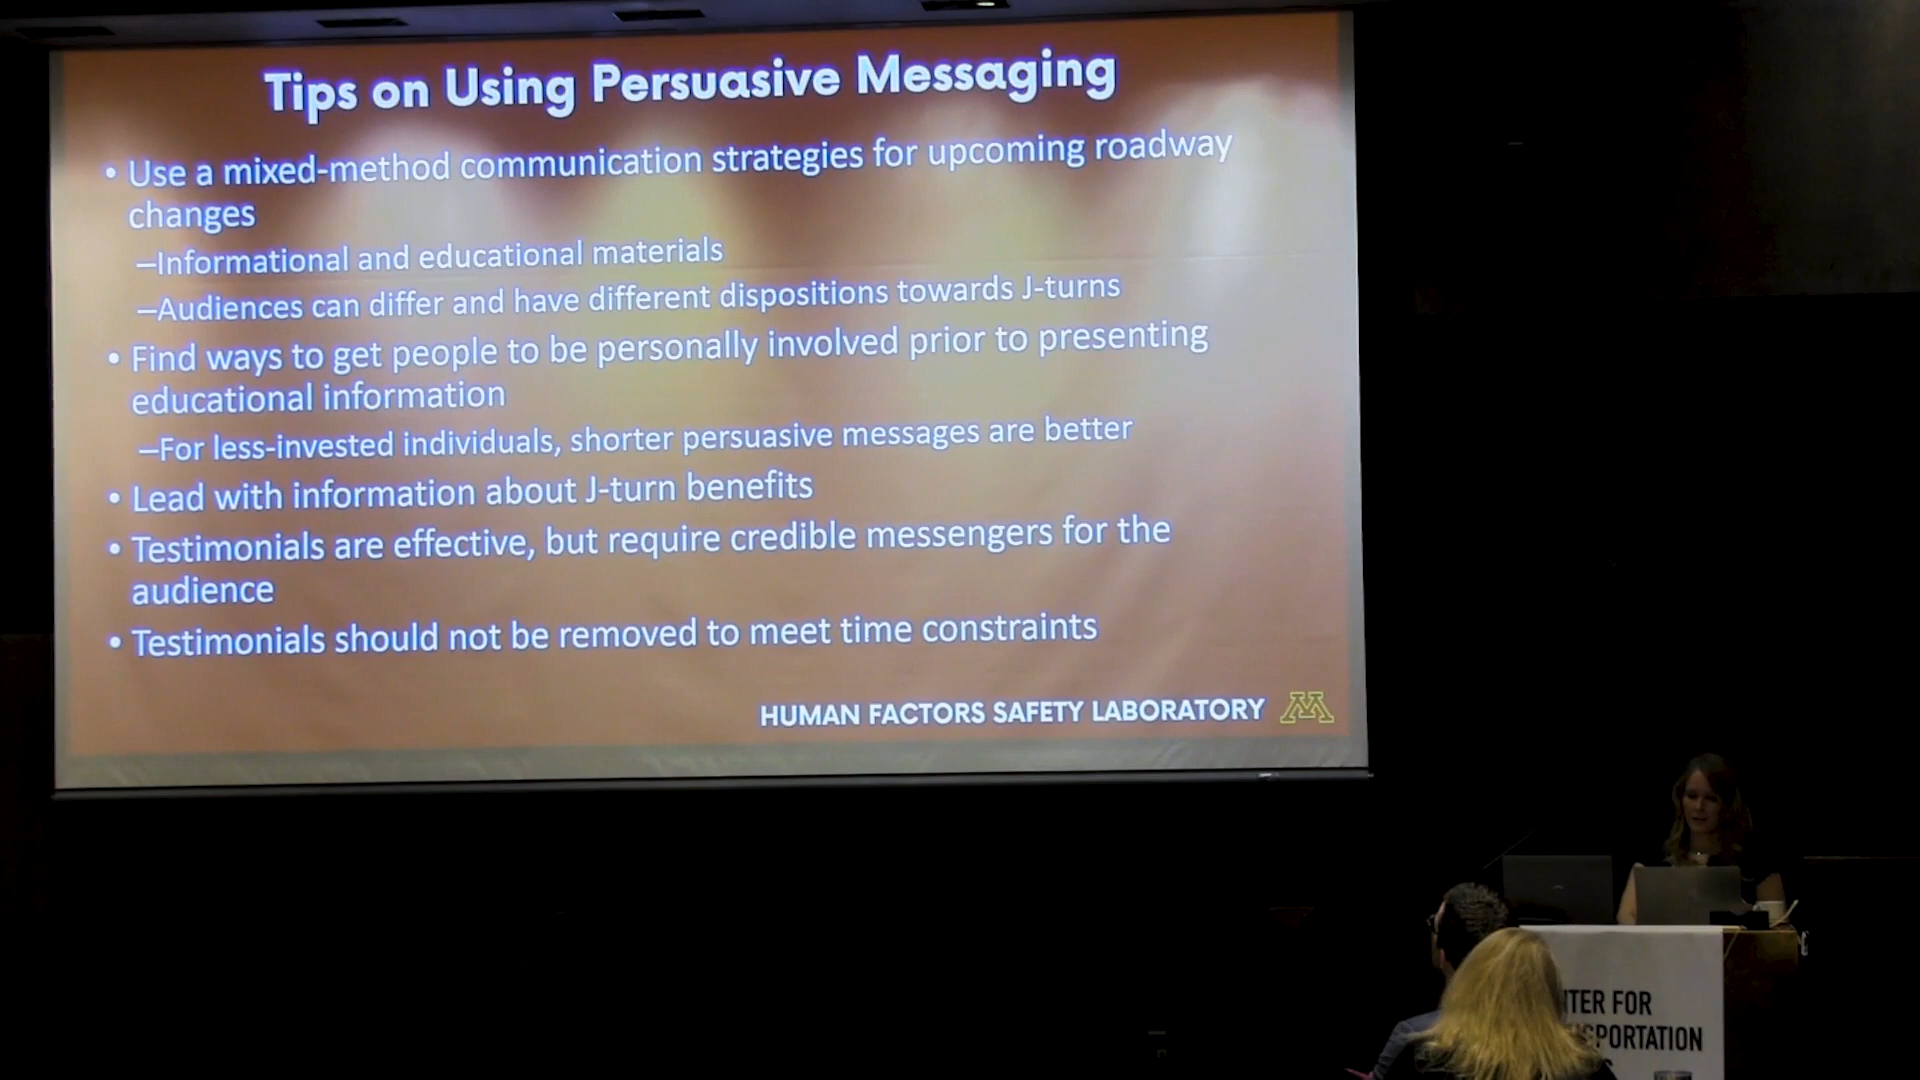 Tips on Using Persuasive Messaging
• Use a mixed-method communication strategies for upcoming roadway
changes
–Informational and educational materials
–Audiences can differ and have different dispositions towards J-turns
• Find ways to get people to be personally involved prior to presenting
educational information
–For less-invested individuals, shorter persuasive messages are better
• Lead with information about J-turn benefits
• Testimonials are effective, but require credible messengers for the
audience
• Testimonials should not be removed to meet time constraints
HUMAN FACTORS SAFETY LABORATORY M
FOR